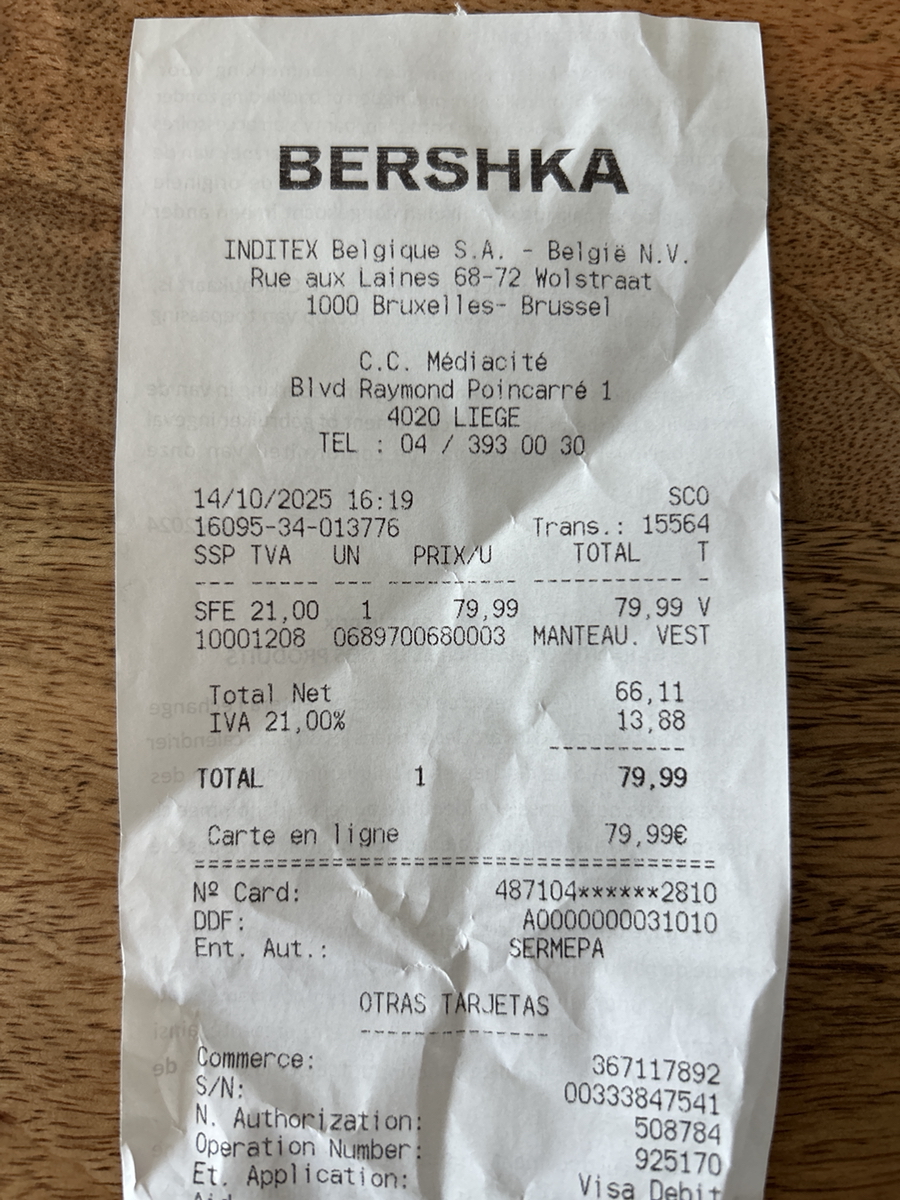 BERSHKA
INDITEX Belgique S.A. - België N.V.
Rue aux Laines 68-72 Wolstraat
1000 Bruxelles- Brussel
C.C. Médiacité
Blvd Raymond Poincarré 1
4020 LIEGE
TEL : 04 / 393 00 30
14/10/2025 16:19 SCO
16095-34-013776 Trans.: 15564
SSP TVA UN PRIX/U TOTAL T
--- ---- --- ---------- ----------- -
SFE 21,00 1 79,99 79,99 V
10001208 0689700680003 MANTEAU. VEST
Total Net 66,11
IVA 21,00% 13,88
----------
TOTAL 1 79,99
Carte en ligne 79,99€
========================================
Nº Card: 487104******2810
DDF: A0000000031010
Ent. Aut.: SERMEPA
OTRAS TARJETAS
--------------
Commerce: 367117892
S/N: 00333847541
N. Authorization: 508784
Operation Number: 925170
Et. Application: Visa Debit